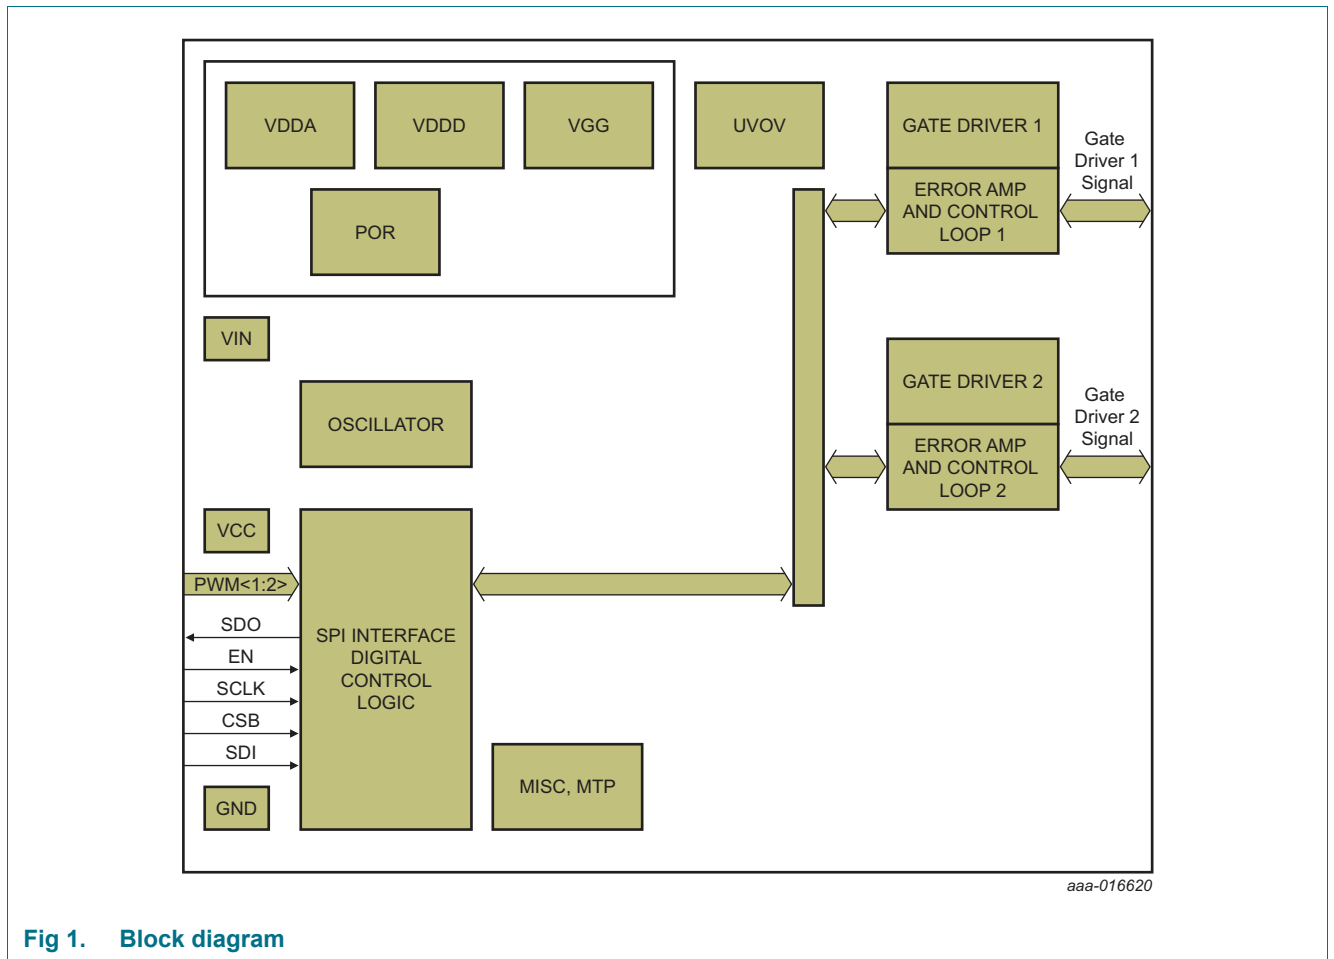 VDDA
VDDD
VGG
UVOV
GATE DRIVER 1
Gate
Driver 1
Signal
ERROR AMP
AND CONTROL
LOOP 1
POR
VIN
GATE DRIVER 2
Gate
Driver 2
Signal
ERROR AMP
AND CONTROL
LOOP 2
OSCILLATOR
VCC
PWM<1:2>
SDO
EN
SCLK
CSB
SDI
SPI INTERFACE
DIGITAL
CONTROL
LOGIC
MISC, MTP
GND
aaa-016620
Fig 1. Block diagram